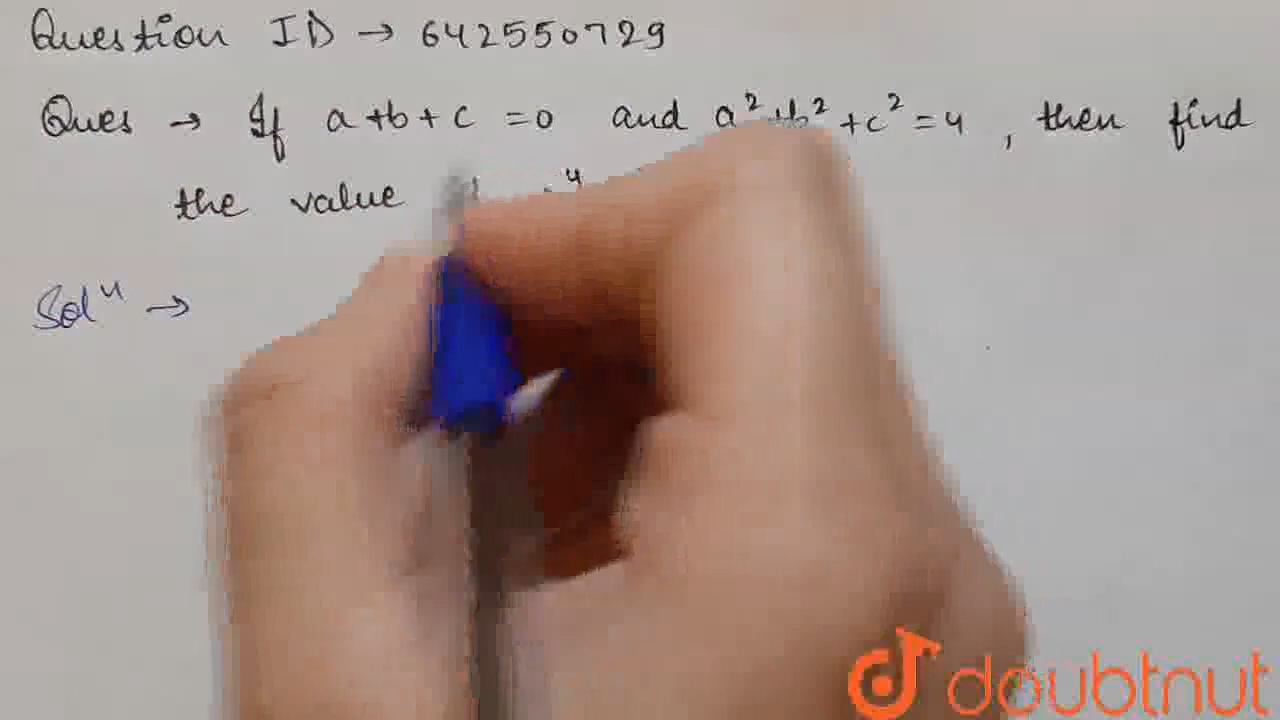 Question ID → 642550729
Ques → If a+b+c = 0 and a² +b² +c² = 4 , then find
the value
Solⁿ →
doubtnut